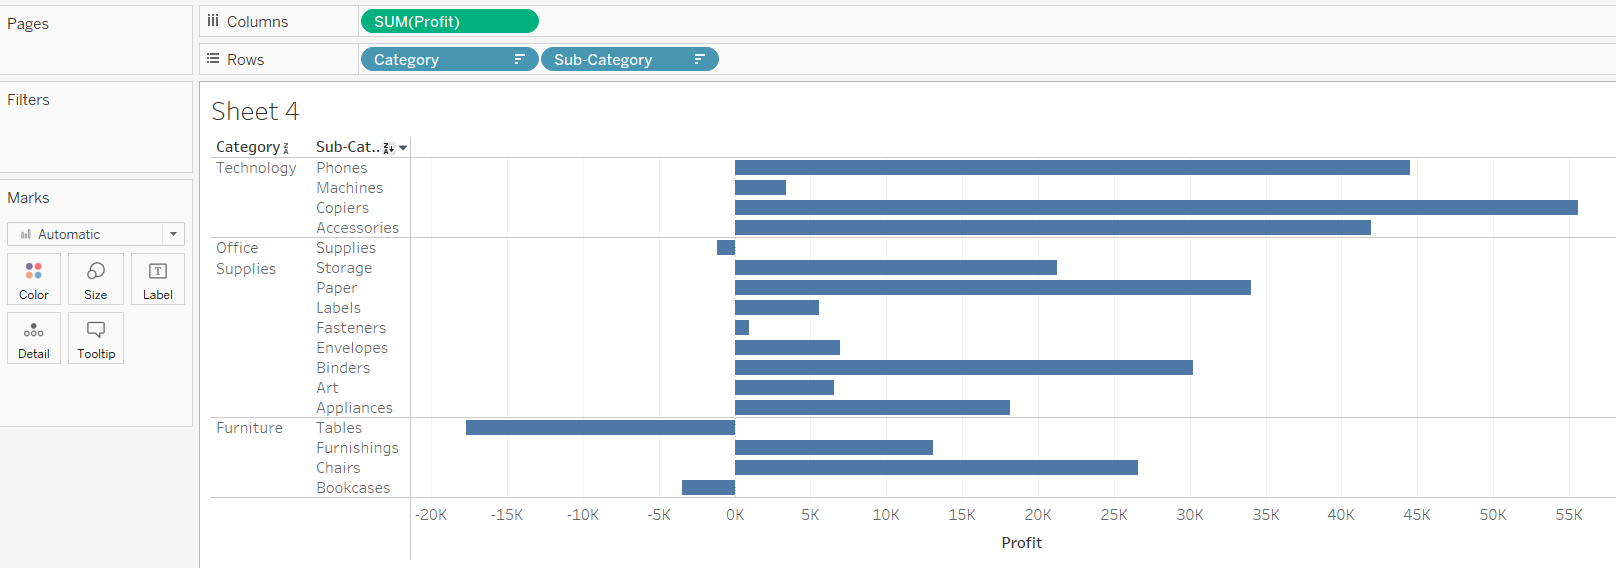 Pages
Columns
SUM(Profit)
Rows
Category
Sub-Category
Filters
Marks
Automatic
Color
Size
Label
Detail
Tooltip
Sheet 4
Category Sub-Cat..
Technology Phones
Machines
Copiers
Accessories
Office Supplies
Supplies Storage
Paper
Labels
Fasteners
Envelopes
Binders
Art
Appliances
Furniture Tables
Furnishings
Chairs
Bookcases
-20K -15K -10K -5K 0K 5K 10K 15K 20K 25K 30K 35K 40K 45K 50K 55K
Profit